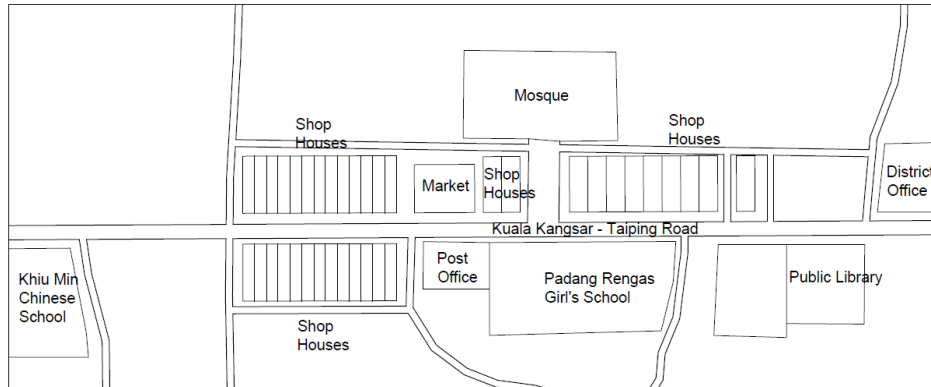 Mosque
Shop
Houses
Shop
Houses
Market
Shop
Houses
District
Office
Kuala Kangsar - Taiping Road
Post
Office
Padang Rengas
Girl's School
Public Library
Khiu Min
Chinese
School
Shop
Houses